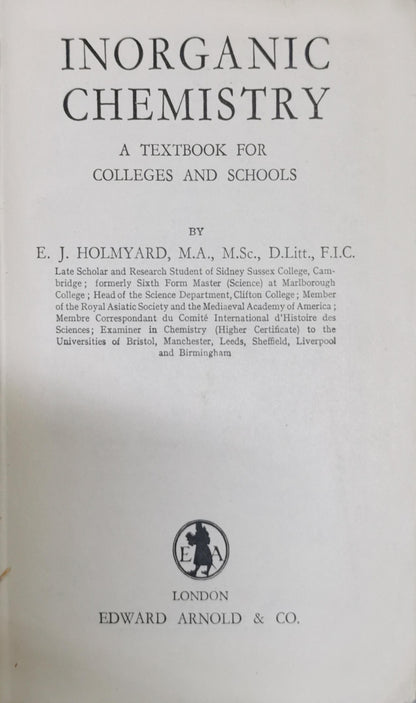 INORGANIC
CHEMISTRY
A TEXTBOOK FOR
COLLEGES AND SCHOOLS
BY
E. J. HOLMYARD, M.A., M.Sc., D.Litt., F.I.C.
Late Scholar and Research Student of Sidney Sussex College, Cam-
bridge; formerly Sixth Form Master (Science) at Marlborough
College; Head of the Science Department, Clifton College; Member
of the Royal Asiatic Society and the Mediaeval Academy of America;
Membre Correspondant du Comité International d'Histoire des
Sciences; Examiner in Chemistry (Higher Certificate) to the
Universities of Bristol, Manchester, Leeds, Sheffield, Liverpool
and Birmingham
E A
LONDON
EDWARD ARNOLD & CO.